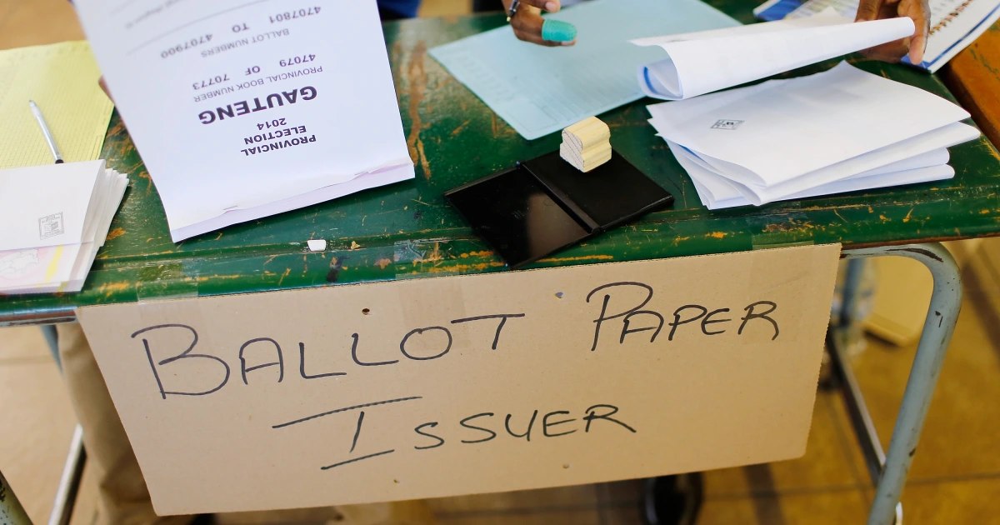 PROVINCIAL
ELECTION
2014
GAUTENG
PROVINCIAL BOOK NUMBER
47079 OF 70773
BALLOT NUMBERS
4707801 TO 4707900
BALLOT PAPER
ISSUER